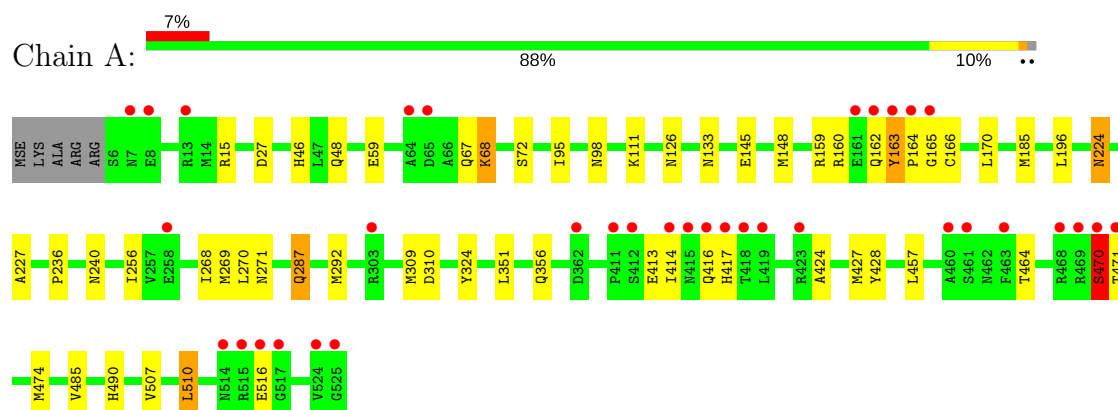 7%
Chain A:
88% 10% ••
MSE LYS ALA ARG ARG S6 N7 E8 R13 M14 R15 D27 H46 L47 Q48 E59 A64 D65 A66 Q67 K68 S72 I95 N98 K111 N126 N133 E145 M148 R159 R160 E161 Q162 Y163 P164 G165 C166 L170 M185 L196 N224
A227 P236 N240 I256 V257 E258 I268 M269 L270 N271 Q287 M292 R303 M309 D310 Y324 L351 Q356 D362 P411 S412 E413 I414 N415 Q416 H417 T418 L419 R423 A424 M427 Y428 L457 A460 S461 N462 F463 T464 R468 R469 S470 T471
M474 V485 H490 V507 L510 N514 R515 E516 G517 V524 G525